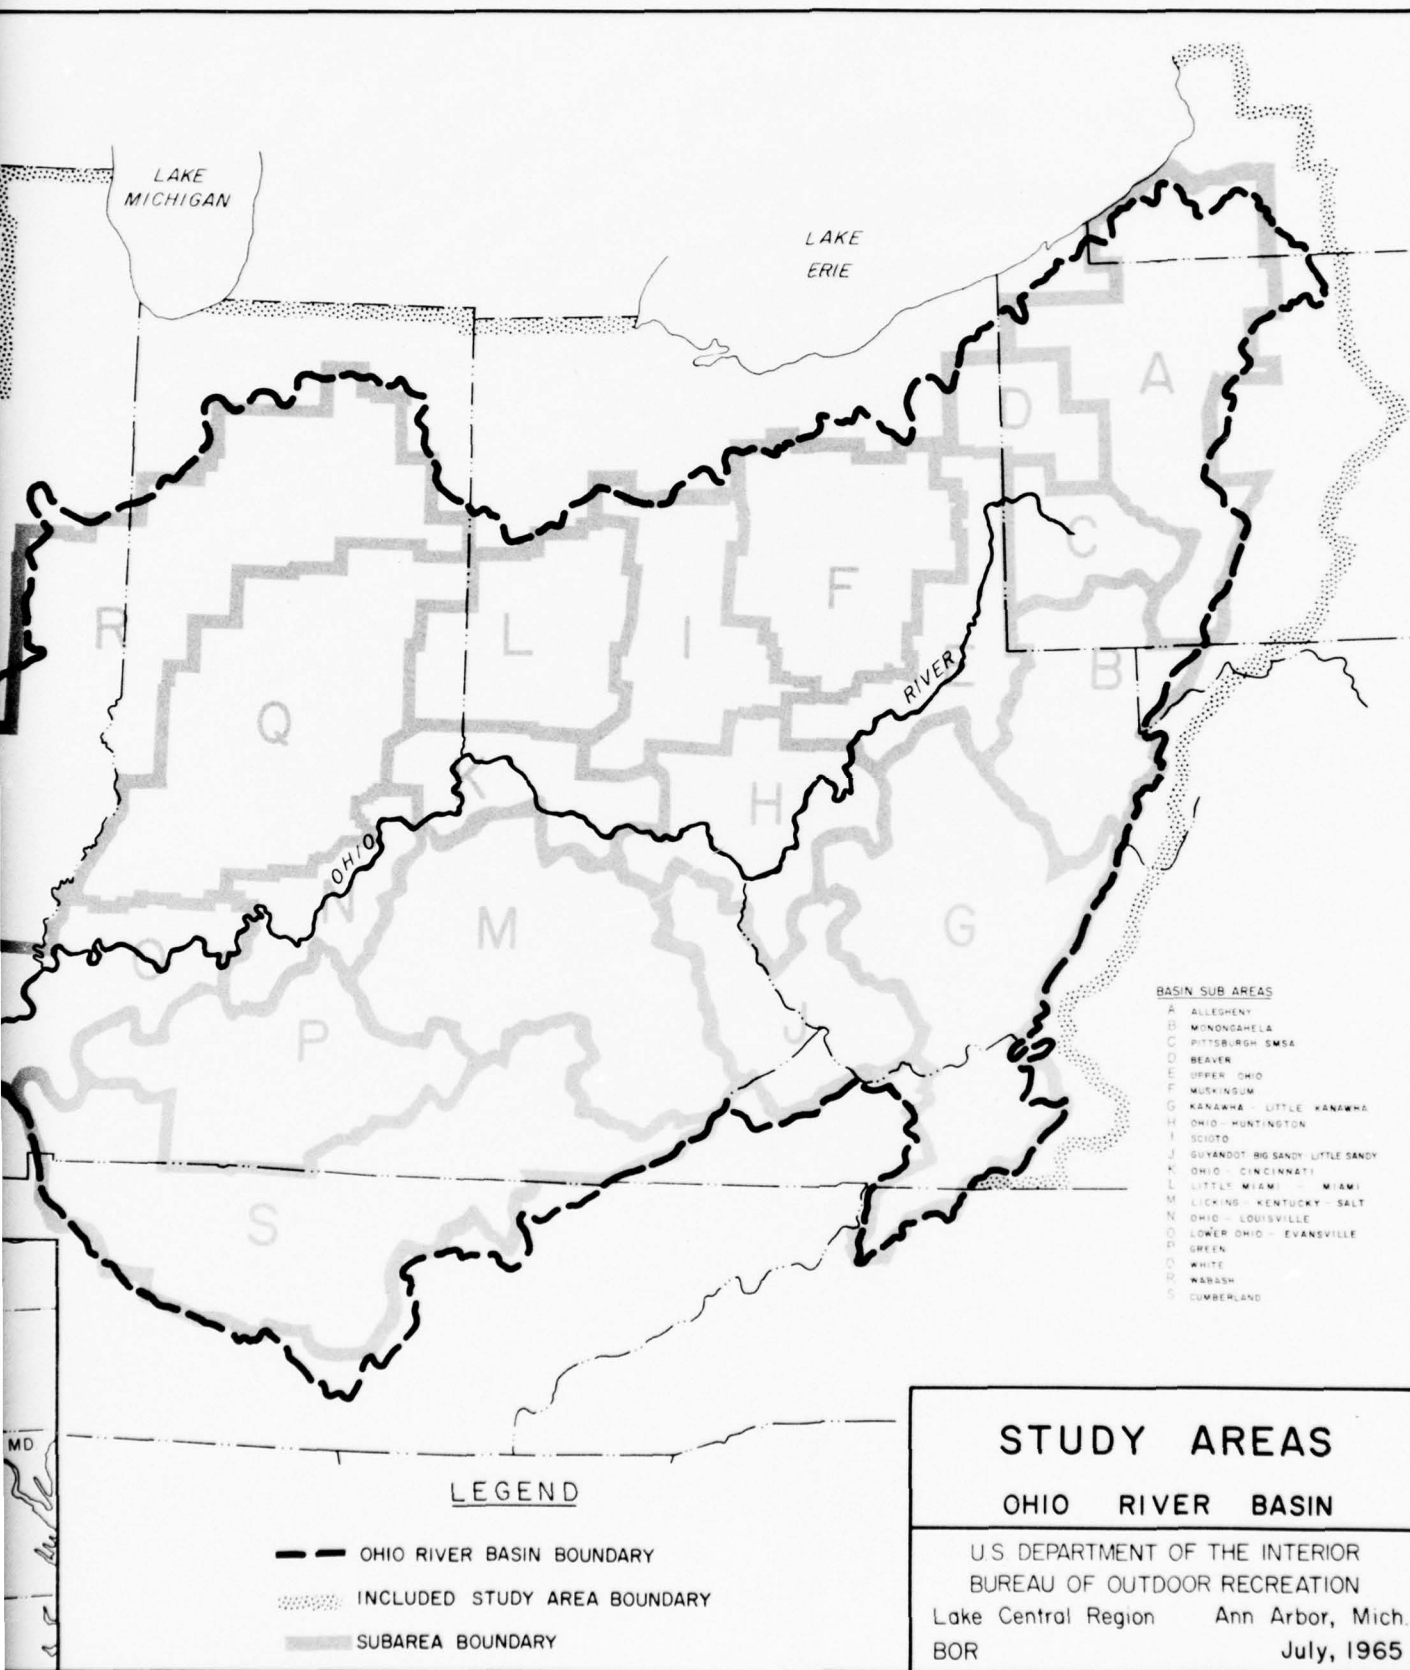 LAKE
MICHIGAN
LAKE
ERIE
A
D
C
R
F
L
I
B
E
RIVER
Q
K
H
OHIO
N
M
G
O
P
J
S
BASIN SUB AREAS
A ALLEGHENY
B MONONGAHELA
C PITTSBURGH SMSA
D BEAVER
E UPPER OHIO
F MUSKINGUM
G KANAWHA - LITTLE KANAWHA
H OHIO - HUNTINGTON
I SCIOTO
J GUYANDOT BIG SANDY LITTLE SANDY
K OHIO - CINCINNATI
L LITTLE MIAMI - MIAMI
M LICKING - KENTUCKY - SALT
N OHIO - LOUISVILLE
O LOWER OHIO - EVANSVILLE
P GREEN
Q WHITE
R WABASH
S CUMBERLAND
MD
LEGEND
OHIO RIVER BASIN BOUNDARY
INCLUDED STUDY AREA BOUNDARY
SUBAREA BOUNDARY
STUDY AREAS
OHIO RIVER BASIN
U.S. DEPARTMENT OF THE INTERIOR
BUREAU OF OUTDOOR RECREATION
Lake Central Region Ann Arbor, Mich.
BOR July, 1965